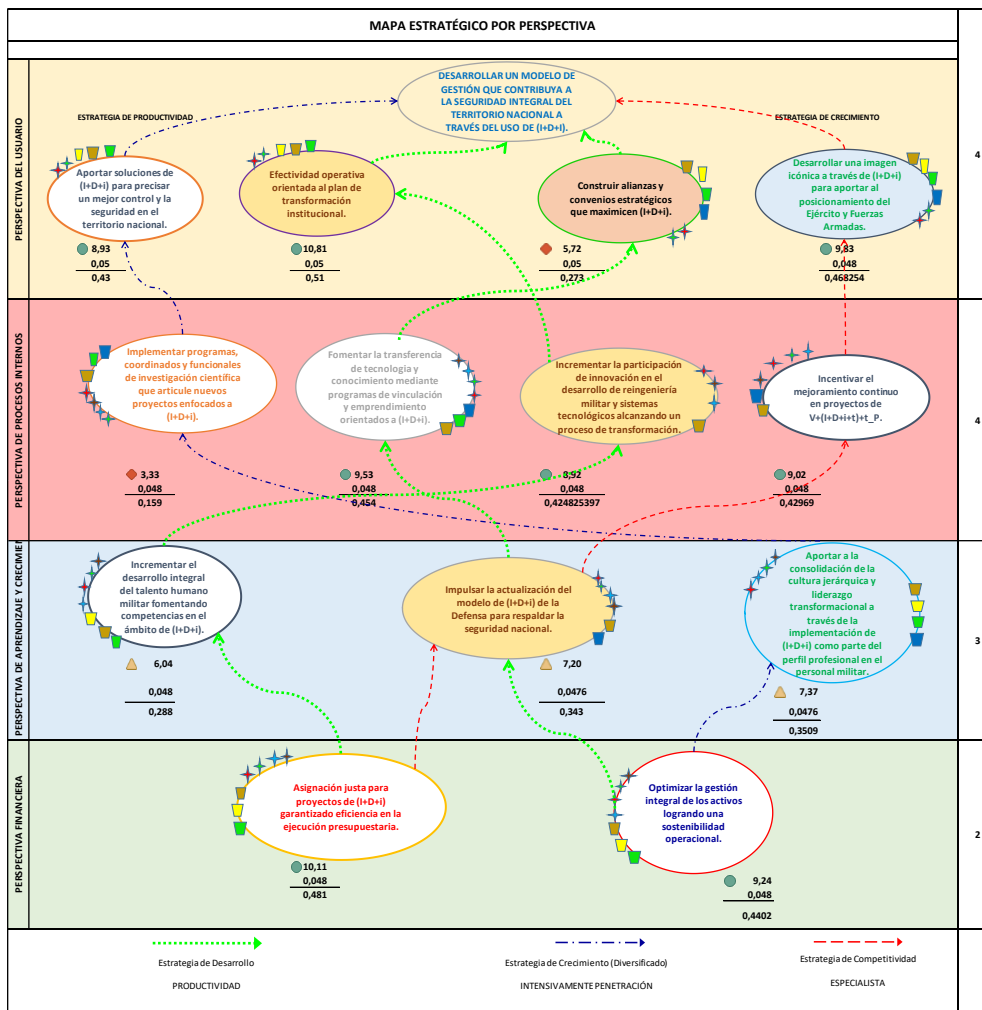 MAPA ESTRATÉGICO POR PERSPECTIVA
PERSPECTIVA DE USUARIO
DESARROLLAR UN MODELO DE
GESTIÓN QUE CONTRIBUYA A
LA SEGURIDAD INTEGRAL DEL
TERRITORIO NACIONAL A
TRAVÉS DEL USO DE (I+D+i).
ESTRATEGIA DE PRODUCTIVIDAD
ESTRATEGIA DE CRECIMIENTO
4
Aportar soluciones de
(I+D+i) para precisar
un mejor control y la
seguridad en el
territorio nacional.
Efectividad operativa
orientada al plan de
transformación
institucional.
Construir alianzas y
convenios estratégicos
que maximicen (I+D+i).
Desarrollar una imagen
icónica a través de (I+D+i)
para aportar al
posicionamiento del
Ejército y Fuerzas
Armadas.
8,93
0,05
0,43
10,81
0,05
0,51
5,72
0,05
0,273
9,83
0,048
0,468254
PERSPECTIVA DE PROCESOS INTERNOS
Implementar programas,
coordinados y funcionales
de investigación científica
que articule nuevos
proyectos enfocados a
(I+D+i).
Fomentar la transferencia
de tecnología y
conocimiento mediante
programas de vinculación
y emprendimiento
orientados a (I+D+i).
Incrementar la participación
de innovación en el
desarrollo de reingeniería
militar y sistemas
tecnológicos alcanzando un
proceso de transformación.
Incentivar el
mejoramiento continuo
en proyectos de
V+(I+D+i+t)+t_P.
4
3,33
0,048
0,159
9,53
0,048
0,454
8,92
0,048
0,424825397
9,02
0,048
0,42969
PERSPECTIVA DE APRENDIZAJE Y CRECIMIEN
Incrementar el
desarrollo integral
del talento humano
militar fomentando
competencias en el
ámbito de (I+D+i).
Impulsar la actualización del
modelo de (I+D+i) de la
Defensa para respaldar la
seguridad nacional.
Aportar a la
consolidación de la
cultura jerárquica y
liderazgo
transformacional a
través de la
implementación de
(I+D+i) como parte del
perfil profesional en el
personal militar.
3
6,04
0,048
0,288
7,20
0,0476
0,343
7,37
0,0476
0,3509
PERSPECTIVA FINANCIERA
Asignación justa para
proyectos de (I+D+i)
garantizado eficiencia en la
ejecución presupuestaria.
Optimizar la gestión
integral de los activos
logrando una
sostenibilidad
operacional.
2
10,11
0,048
0,481
9,24
0,048
0,4402
Estrategia de Desarrollo
PRODUCTIVIDAD
Estrategia de Crecimiento (Diversificado)
INTENSIVAMENTE PENETRACIÓN
Estrategia de Competitividad
ESPECIALISTA